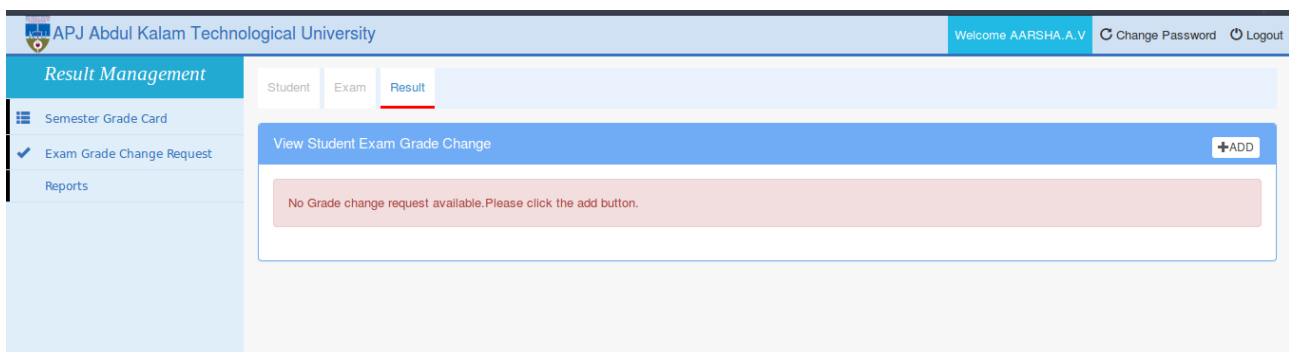 APJ Abdul Kalam Technological University
Welcome AARSHA.A.V Change Password Logout
Result Management
Student Exam Result
Semester Grade Card
Exam Grade Change Request
Reports
View Student Exam Grade Change
ADD
No Grade change request available.Please click the add button.